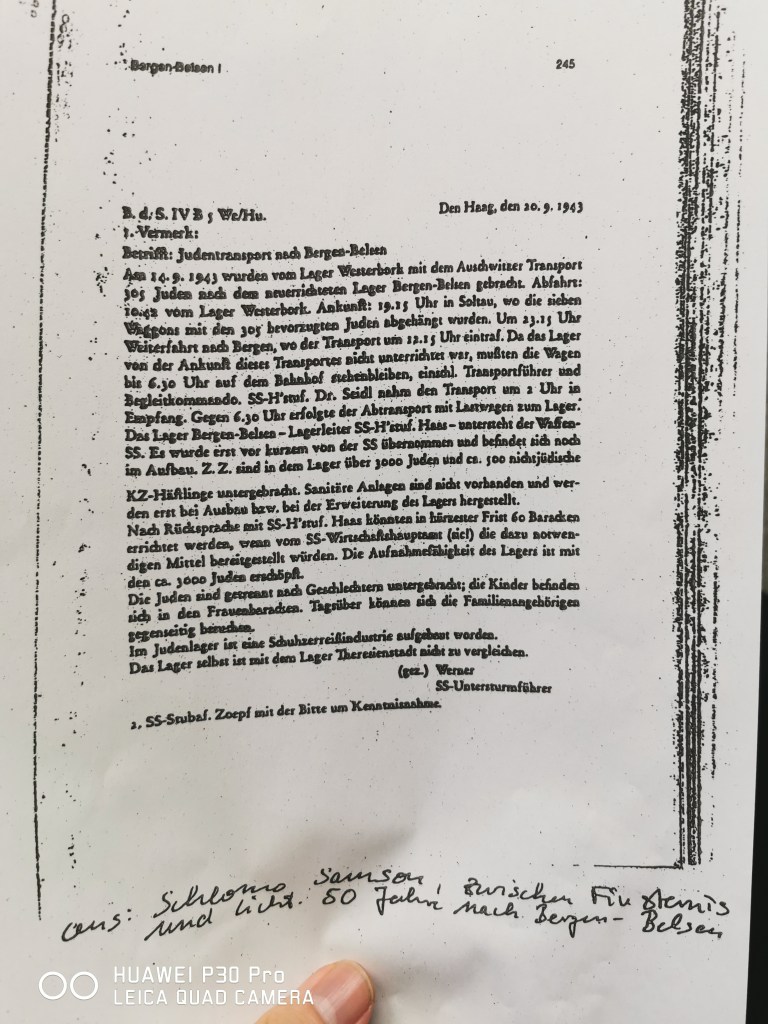 Bergen-Belsen I 245
B. d. S. IV B 5 We/Hu. Den Haag, den 20. 9. 1943
1. Vermerk:
Betrifft: Judentransport nach Bergen-Belsen
Am 14. 9. 1943 wurden vom Lager Westerbork mit dem Auschwitzer Transport
305 Juden nach dem neuerrichteten Lager Bergen-Belsen gebracht. Abfahrt:
10.42 vom Lager Westerbork. Ankunft: 19.15 Uhr in Soltau, wo die sieben
Waggons mit den 305 bevorzugten Juden abgehängt wurden. Um 23.15 Uhr
Weiterfahrt nach Bergen, wo der Transport um 12.15 Uhr eintraf. Da das Lager
von der Ankunft dieses Transportes nicht unterrichtet war, mußten die Wagen
bis 6.30 Uhr auf dem Bahnhof stehenbleiben, einschl. Transportführer und
Begleitkommando. SS-H'stuf. Dr. Seidl nahm den Transport um 2 Uhr in
Empfang. Gegen 6.30 Uhr erfolgte der Abtransport mit Lastwagen zum Lager.
Das Lager Bergen-Belsen – Lagerleiter SS-H'stuf. Haas – untersteht der Waffen-
SS. Es wurde erst vor kurzem von der SS übernommen und befindet sich noch
im Aufbau. Z. Z. sind in dem Lager über 3000 Juden und ca. 500 nichtjüdische
KZ-Häftlinge untergebracht. Sanitäre Anlagen sind nicht vorhanden und wer-
den erst bei Ausbau bzw. bei der Erweiterung des Lagers hergestellt.
Nach Rücksprache mit SS-H'stuf. Haas könnten in kürzester Frist 60 Baracken
errichtet werden, wenn vom SS-Wirtschaftshauptamt (sic!) die dazu notwen-
digen Mittel bereitgestellt würden. Die Aufnahmefähigkeit des Lagers ist mit
den ca. 3000 Juden erschöpft.
Die Juden sind getrennt nach Geschlechtern untergebracht; die Kinder befinden
sich in den Frauenbaracken. Tagsüber können sich die Familienangehörigen
gegenseitig besuchen.
Im Judenlager ist eine Schuhzerreißindustrie aufgebaut worden.
Das Lager selbst ist mit dem Lager Theresienstadt nicht zu vergleichen.
(gez.) Werner
SS-Untersturmführer
2. SS-Stubaf. Zoepf mit der Bitte um Kenntnisnahme.
aus: Schlomo Samson, Zwischen Finsternis
und Licht. 50 Jahre nach Bergen-Belsen
HUAWEI P30 Pro
LEICA QUAD CAMERA